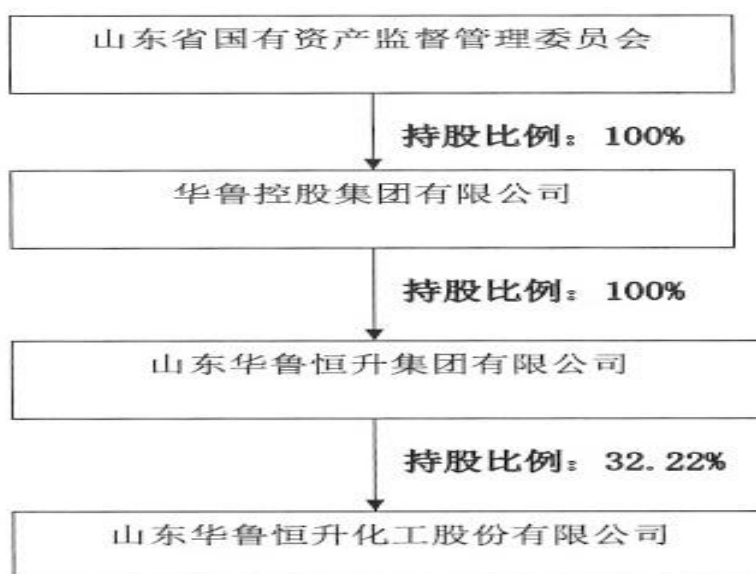 山东省国有资产监督管理委员会
持股比例：100%
华鲁控股集团有限公司
持股比例：100%
山东华鲁恒升集团有限公司
持股比例：32.22%
山东华鲁恒升化工股份有限公司